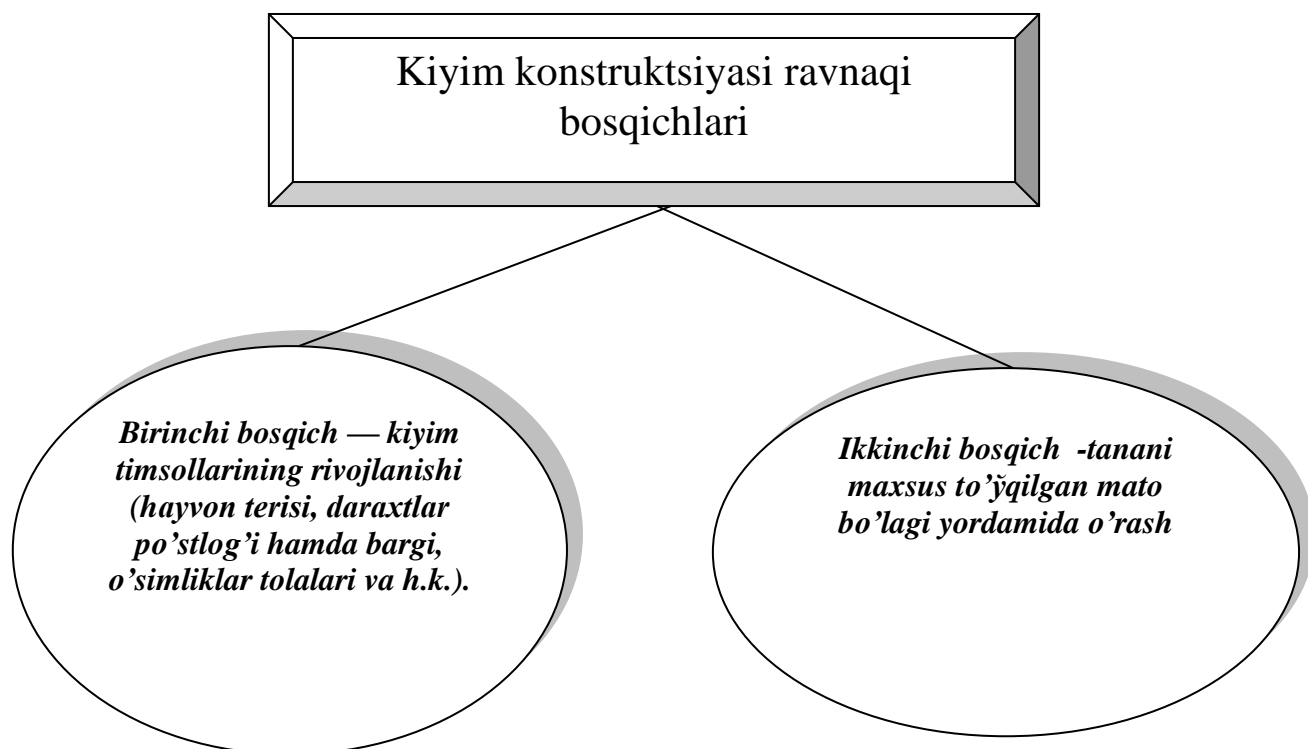 Kiyim konstruktsiyasi ravnaqi
bosqichlari
Birinchi bosqich — kiyim
timsollarining rivojlanishi
(hayvon terisi, daraxtlar
po’stlog’i hamda bargi,
o’simliklar tolalari va h.k.).
Ikkinchi bosqich -tanani
maxsus to’y̆qilgan mato
bo’lagi yordamida o’rash